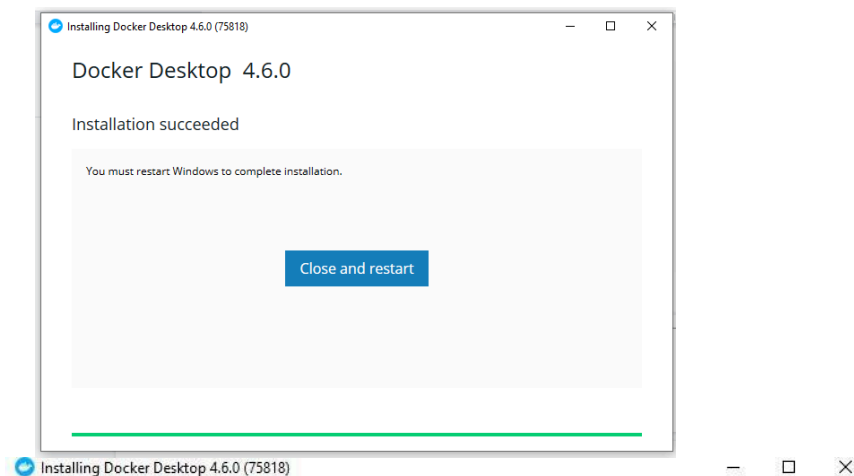 Installing Docker Desktop 4.6.0 (75818)
Docker Desktop 4.6.0
Installation succeeded
You must restart Windows to complete installation.
Close and restart
Installing Docker Desktop 4.6.0 (75818)